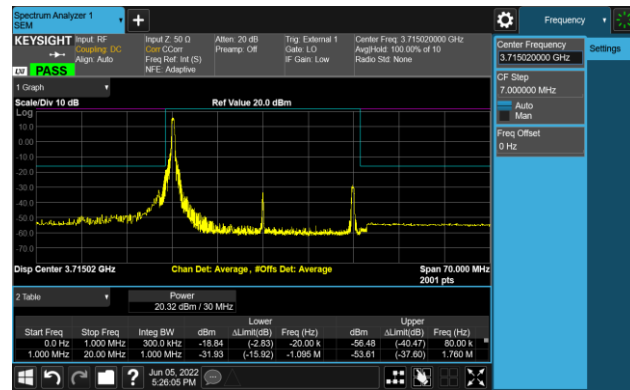 Spectrum Analyzer 1
SEM
+
Frequency
KEYSIGHT
Input: RF
Coupling: DC
Align: Auto
Input Z: 50 Ω
Corr CCorr
Freq Ref: Int (S)
NFE: Adaptive
Atten: 20 dB
Preamp: Off
Trig: External 1
Gate: LO
IF Gain: Low
Center Freq: 3.715020000 GHz
Avg|Hold: 100.00% of 10
Radio Std: None
LXI PASS
Center Frequency
3.715020000 GHz
Settings
CF Step
7.000000 MHz
Auto
Man
Freq Offset
0 Hz
1 Graph
Scale/Div 10 dB
Ref Value 20.0 dBm
Log
10.0
0.00
-10.0
-20.0
-30.0
-40.0
-50.0
-60.0
-70.0
Disp Center 3.71502 GHz
Chan Det: Average , #Offs Det: Average
Span 70.000 MHz
2001 pts
2 Table
Power
20.32 dBm / 30 MHz
Lower Upper
Start Freq Stop Freq Integ BW dBm ΔLimit(dB) Freq (Hz) dBm ΔLimit(dB) Freq (Hz)
0.0 Hz 1.000 MHz 300.0 kHz -18.84 (-2.83) -20.00 k -56.48 (-40.47) 80.00 k
1.000 MHz 20.00 MHz 1.000 MHz -31.93 (-15.92) -1.095 M -53.61 (-37.60) 1.760 M
?
Jun 05, 2022
5:26:05 PM